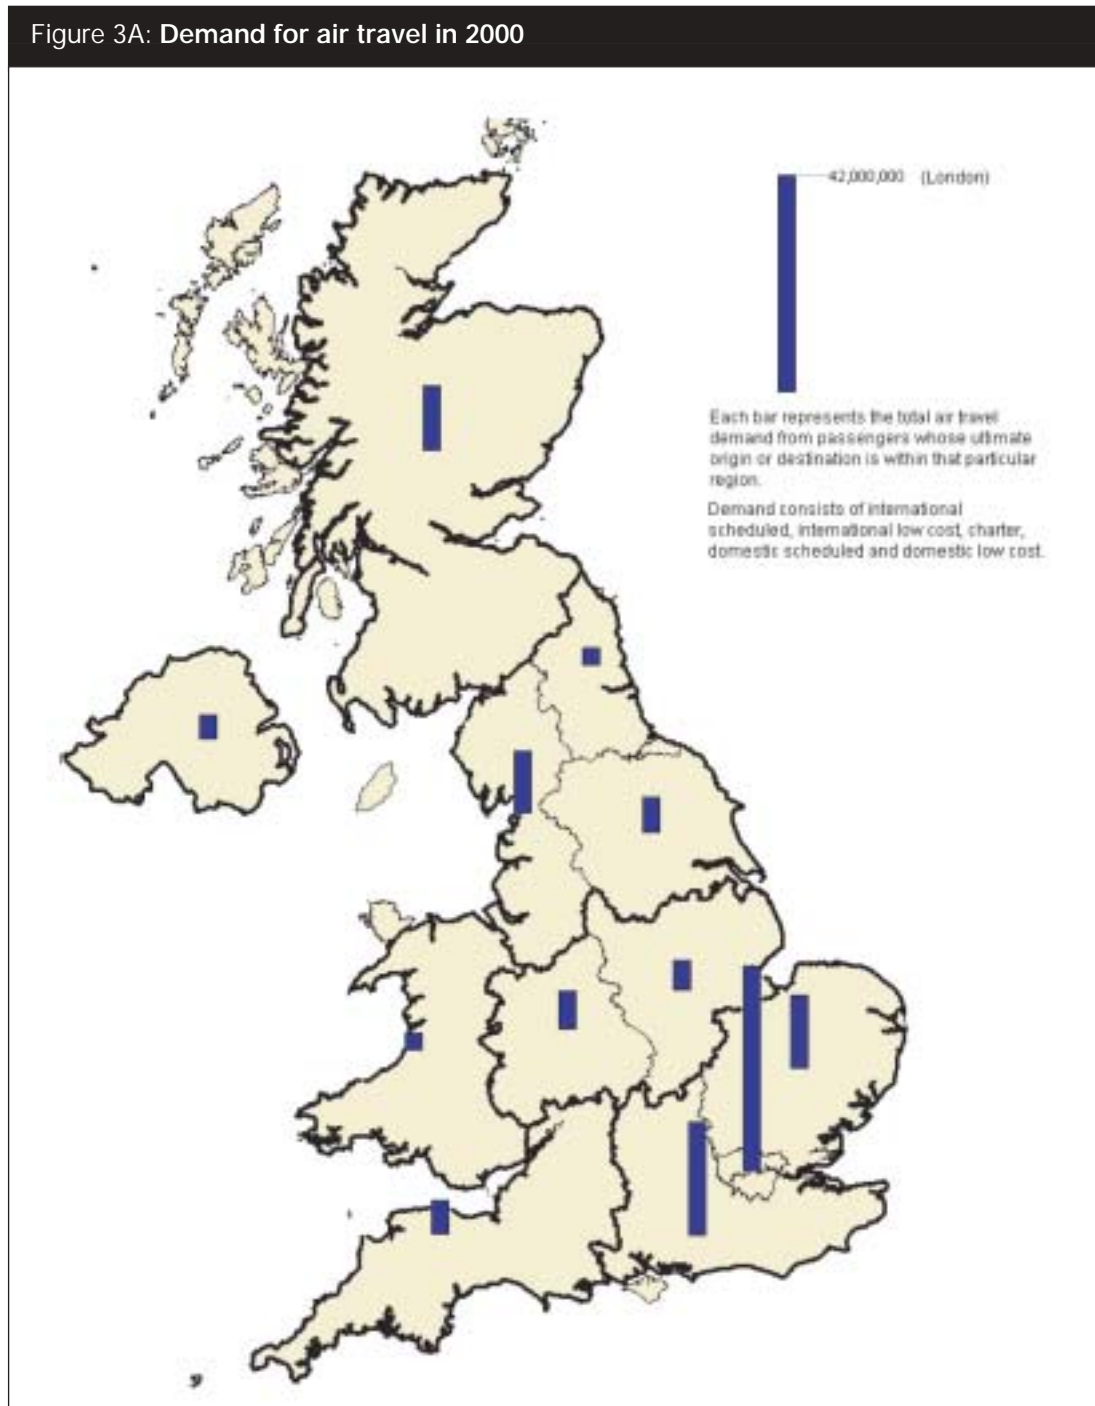 Figure 3A: Demand for air travel in 2000
42,000,000 (London)
Each bar represents the total air travel
demand from passengers whose ultimate
origin or destination is within that particular
region.
Demand consists of international
scheduled, international low cost, charter,
domestic scheduled and domestic low cost.